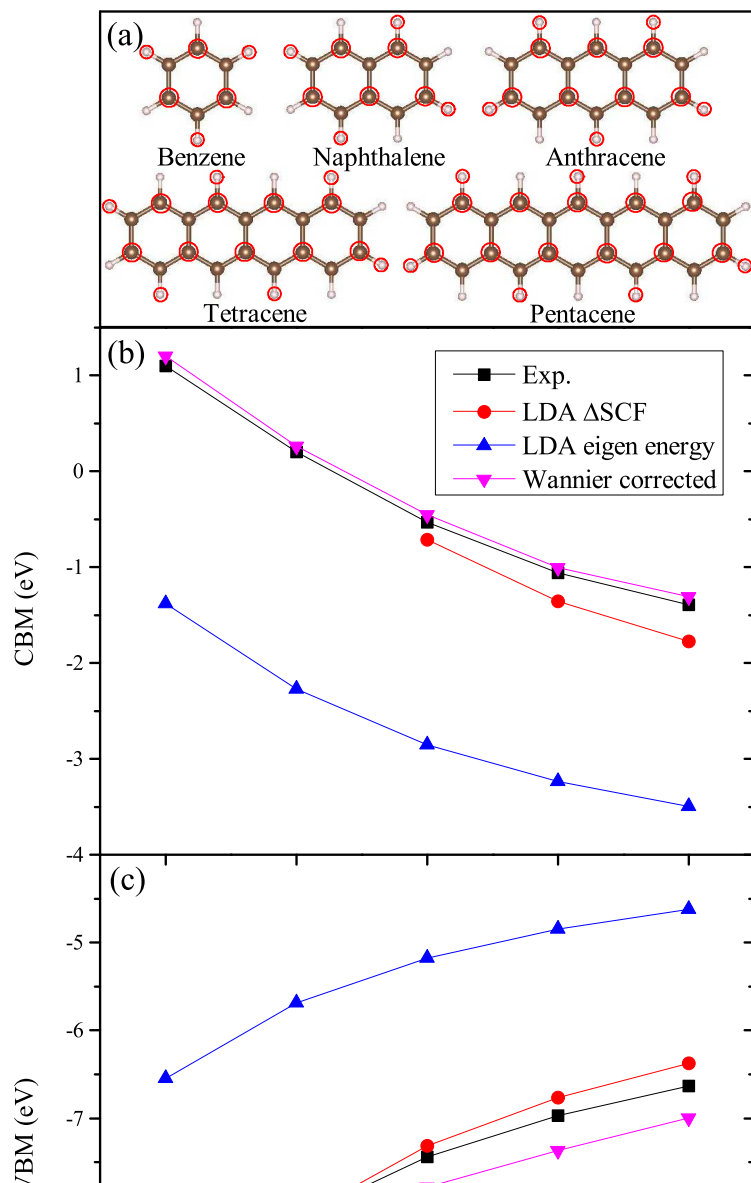 (a)
Benzene Naphthalene Anthracene
Tetracene Pentacene
(b)
Exp.
LDA ΔSCF
LDA eigen energy
Wannier corrected
1
0
-1
-2
-3
-4
CBM (eV)
(c)
-5
-6
-7
VBM (eV)